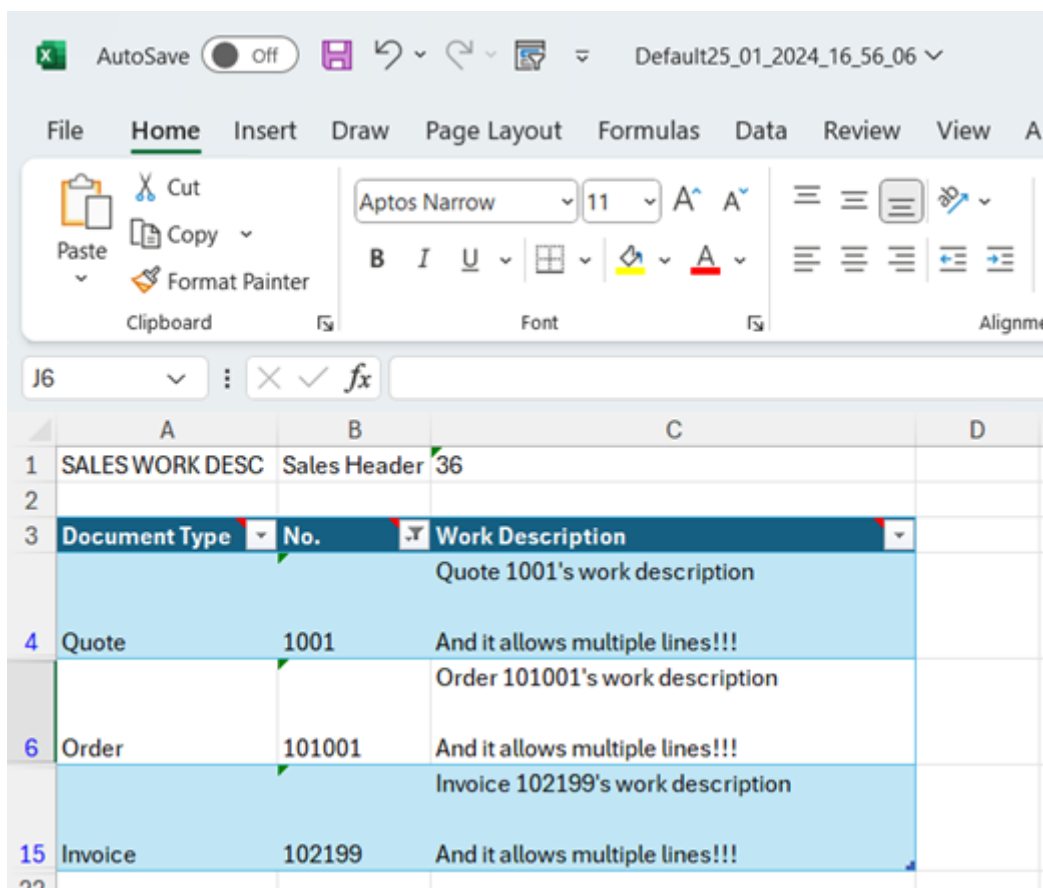 AutoSave Off Default25_01_2024_16_56_06
File Home Insert Draw Page Layout Formulas Data Review View A
Paste
Cut
Copy
Format Painter
Clipboard
Aptos Narrow 11 A A
B I U A
Font
ab
Alignme
J6 fx
A B C D
1 SALES WORK DESC Sales Header 36
2
3 Document Type No. Work Description
Quote 1001's work description
4 Quote 1001 And it allows multiple lines!!!
Order 101001's work description
6 Order 101001 And it allows multiple lines!!!
Invoice 102199's work description
15 Invoice 102199 And it allows multiple lines!!!